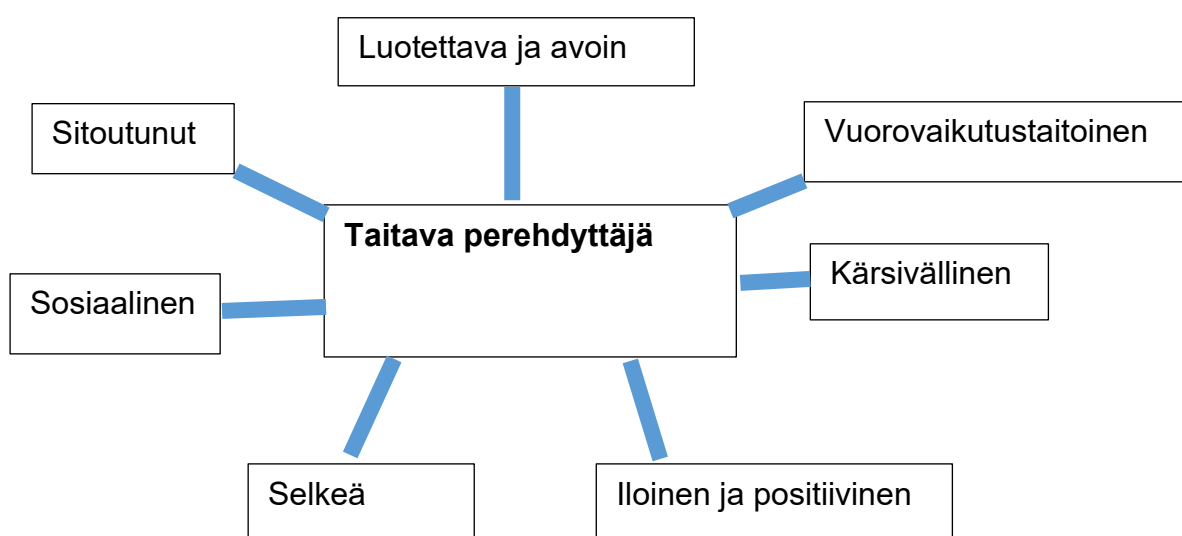 Luotettava ja avoin
Sitoutunut
Vuorovaikutustaitoinen
Taitava perehdyttäjä
Kärsivällinen
Sosiaalinen
Selkeä
Iloinen ja positiivinen